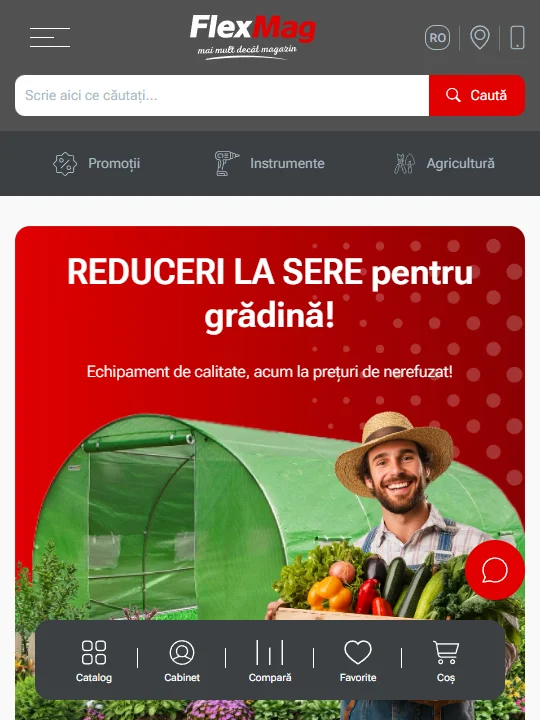 FlexMag
mai mult decât magazin
RO
Scrie aici ce căutați...
Caută
Promoții
Instrumente
Agricultură
REDUCERI LA SERE pentru
grădină!
Echipament de calitate, acum la prețuri de nerefuzat!
Catalog
Cabinet
Compară
Favorite
Coș